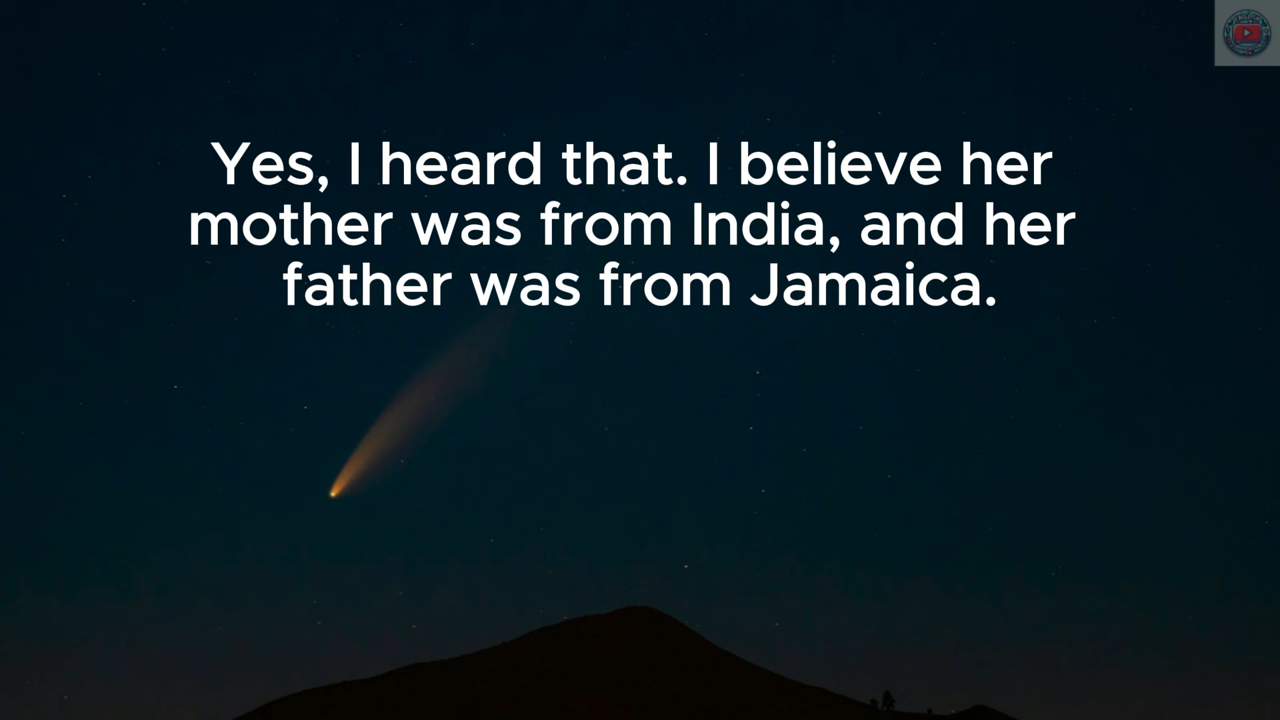 Yes, I heard that. I believe her
mother was from India, and her
father was from Jamaica.